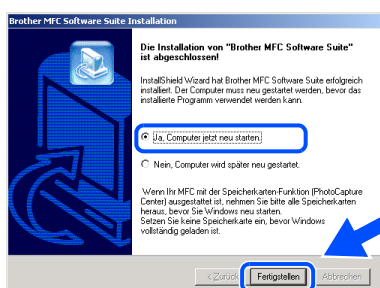 Brother MFC Software Suite Installation
Die Installation von "Brother MFC Software Suite"
ist abgeschlossen!
InstallShield Wizard hat Brother MFC Software Suite erfolgreich
installiert. Der Computer muss neu gestartet werden, bevor das
installierte Programm verwendet werden kann.
Ja, Computer jetzt neu starten.
Nein, Computer wird später neu gestartet.
Wenn Ihr MFC mit der Speicherkarten-Funktion (PhotoCapture
Center) ausgestattet ist, nehmen Sie bitte alle Speicherkarten
heraus, bevor Sie Windows neu starten.
Setzen Sie keine Speicherkarte ein, bevor Windows
vollständig geladen ist.
< Zurück Fertigstellen Abbrechen